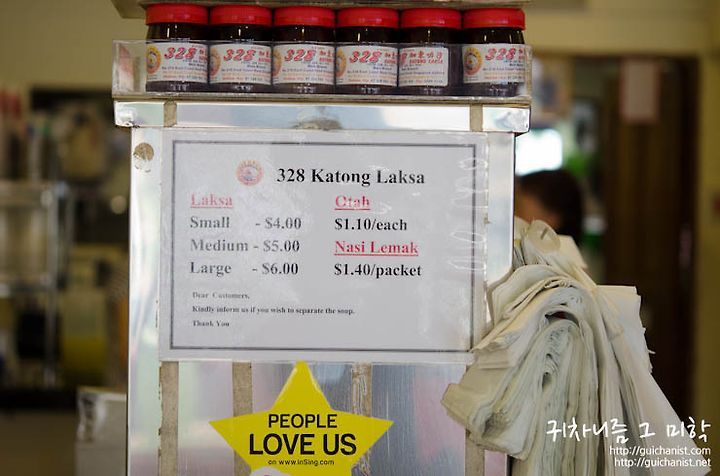 328
328
328
328
328
328
328 Katong Laksa
Laksa
Small - $4.00
Medium - $5.00
Large - $6.00
Otah
$1.10/each
Nasi Lemak
$1.40/packet
Dear Customers,
Kindly inform us if you wish to separate the soup.
Thank You
PEOPLE
LOVE US
on www.inSing.com
귀차니즘 그 미학
http://guichanist.com
http://guichanist.net